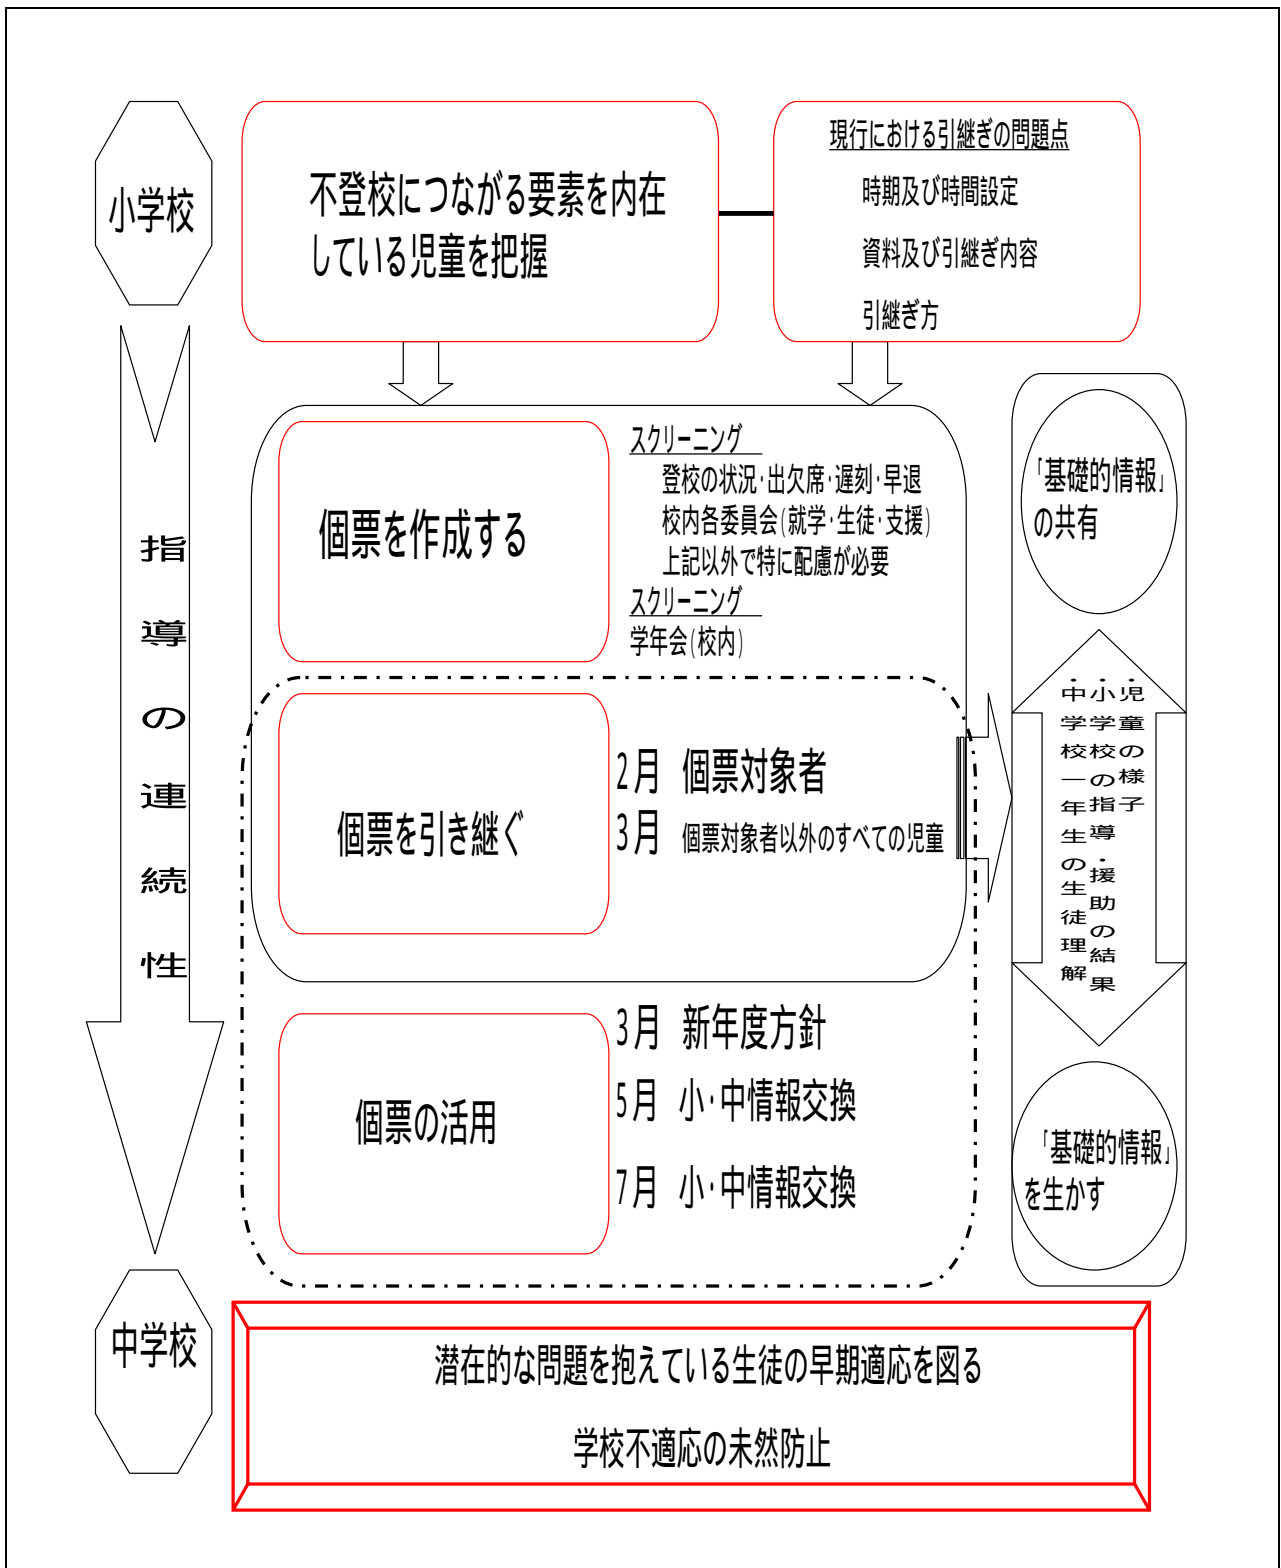 小学校
不登校につながる要素を内在
している児童を把握
現行における引継ぎの問題点
時期及び時間設定
資料及び引継ぎ内容
引継ぎ方
個票を作成する
スクリーニング
登校の状況・出欠席・遅刻・早退
校内各委員会(就学・生徒・支援)
上記以外で特に配慮が必要
スクリーニング
学年会(校内)
「基礎的情報」
の共有
指導の連続性
個票を引き継ぐ
2月 個票対象者
3月 個票対象者以外のすべての児童
・児童の様子
・小学校の指導・援助の結果
・中学校一年生の生徒理解
個票の活用
3月 新年度方針
5月 小・中情報交換
7月 小・中情報交換
「基礎的情報」
を生かす
中学校
潜在的な問題を抱えている生徒の早期適応を図る
学校不適応の未然防止